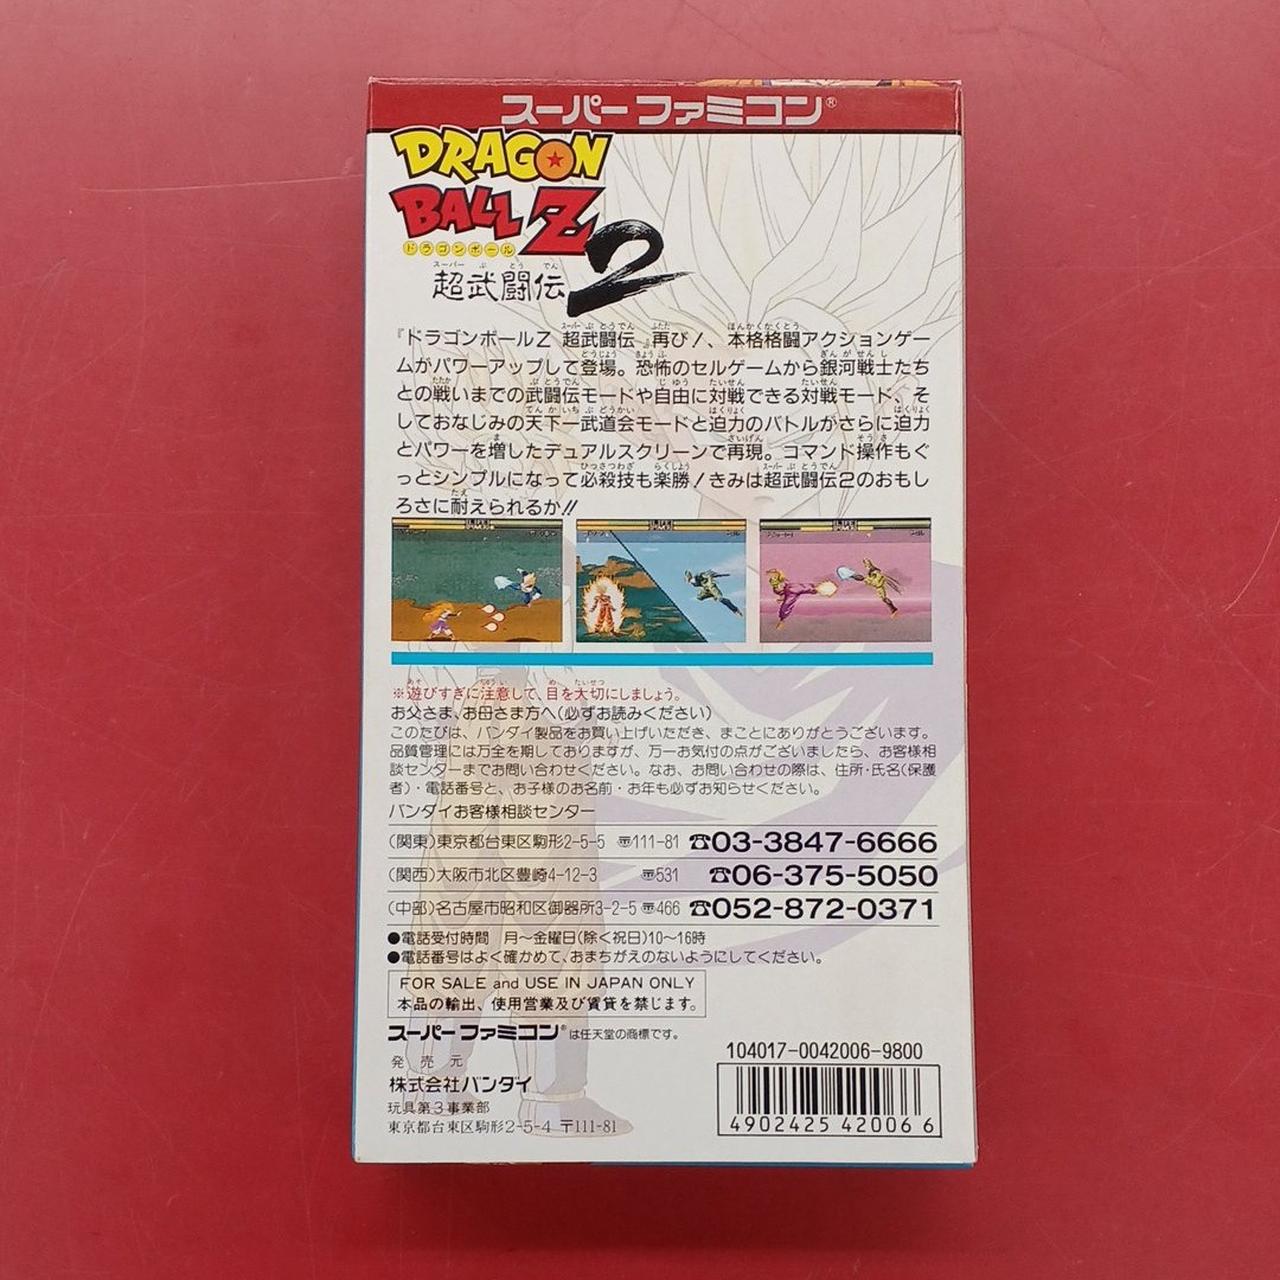 スーパーファミコン®
DRAGON
BALL Z 2
ドラゴンボール
スーパー ぶ とう でん
超武闘伝
『ドラゴンボールZ 超武闘伝』再び!、本格格闘アクションゲー
ムがパワーアップして登場。恐怖のセルゲームから銀河戦士たち
との戦いまでの武闘伝モードや自由に対戦できる対戦モード、そ
しておなじみの天下一武道会モードと迫力のバトルがさらに迫力
とパワーを増したデュアルスクリーンで再現。コマンド操作もぐ
っとシンプルになって必殺技も楽勝!きみは超武闘伝2のおもし
ろさに耐えられるか!!
※遊びすぎに注意して、目を大切にしましょう。
お父さま、お母さま方へ(必ずお読みください)
このたびは、バンダイ製品をお買い上げいただき、まことにありがとうございます。
品質管理には万全を期しておりますが、万一お気付の点がございましたら、お客様相
談センターまでお問い合わせください。なお、お問い合わせの際は、住所・氏名(保護
者)・電話番号と、お子様のお名前・お年も必ずお知らせください。
バンダイお客様相談センター
(関東)東京都台東区駒形2-5-5 〒111-81 ☎03-3847-6666
(関西)大阪市北区豊崎4-12-3 〒531 ☎06-375-5050
(中部)名古屋市昭和区御器所3-2-5 〒466 ☎052-872-0371
●電話受付時間 月〜金曜日(除く祝日)10〜16時
●電話番号はよく確かめて、おまちがえのないようにしてください。
FOR SALE and USE IN JAPAN ONLY
本品の輸出、使用営業及び賃貸を禁じます。
スーパーファミコン®は任天堂の商標です。
発売元
株式会社バンダイ
玩具第3事業部
東京都台東区駒形2-5-4 〒111-81
104017-0042006-9800
4902425 42006 6